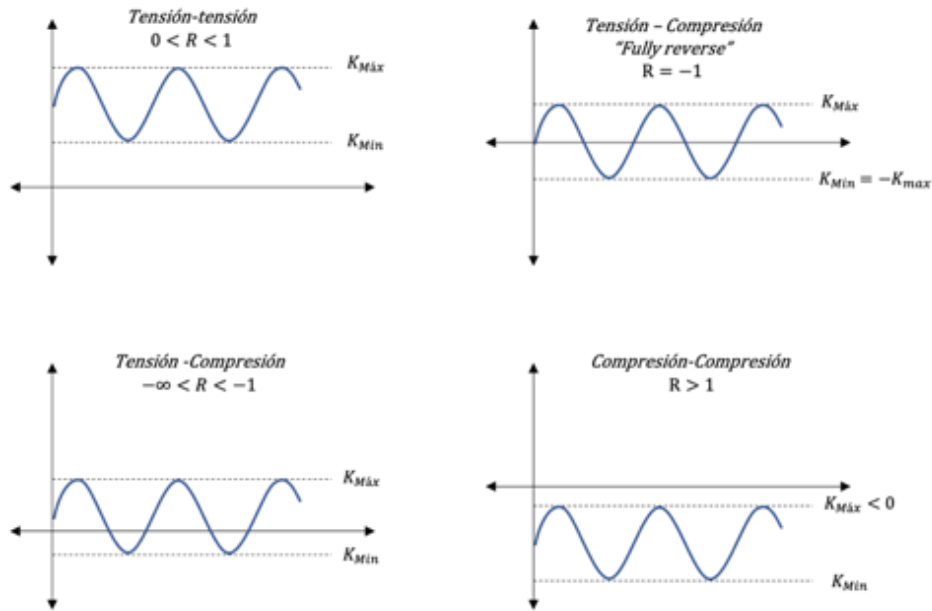 Tensión-tensión
0 < R < 1
K_Máx
K_Min
Tensión – Compresión
"Fully reverse"
R = −1
K_Máx
K_Min = −K_max
Tensión -Compresión
−∞ < R < −1
K_Máx
K_Min
Compresión-Compresión
R > 1
K_Máx < 0
K_Min